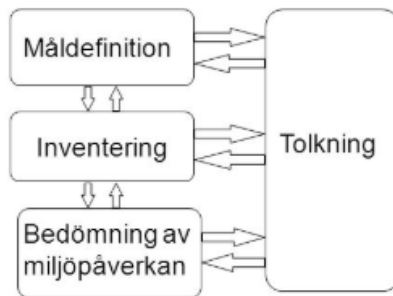 Måldefinition
Inventering
Bedömning av
miljöpåverkan
Tolkning